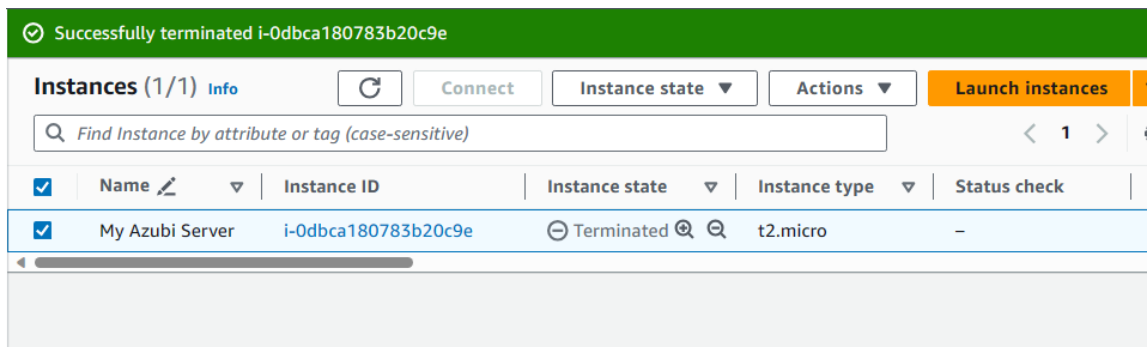 Successfully terminated i-0dbca180783b20c9e
Instances (1/1) Info Connect Instance state Actions Launch instances
Find Instance by attribute or tag (case-sensitive) 1
Name Instance ID Instance state Instance type Status check
My Azubi Server i-0dbca180783b20c9e Terminated t2.micro –